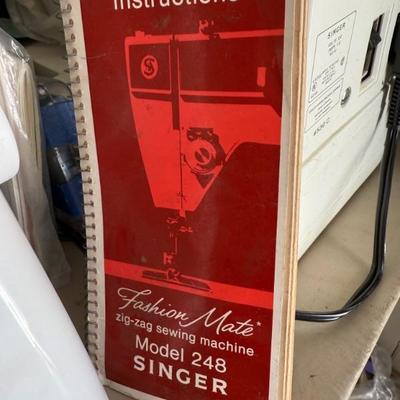 Instructions
S
Fashion Mate*
zig-zag sewing machine
Model 248
SINGER
SINGER